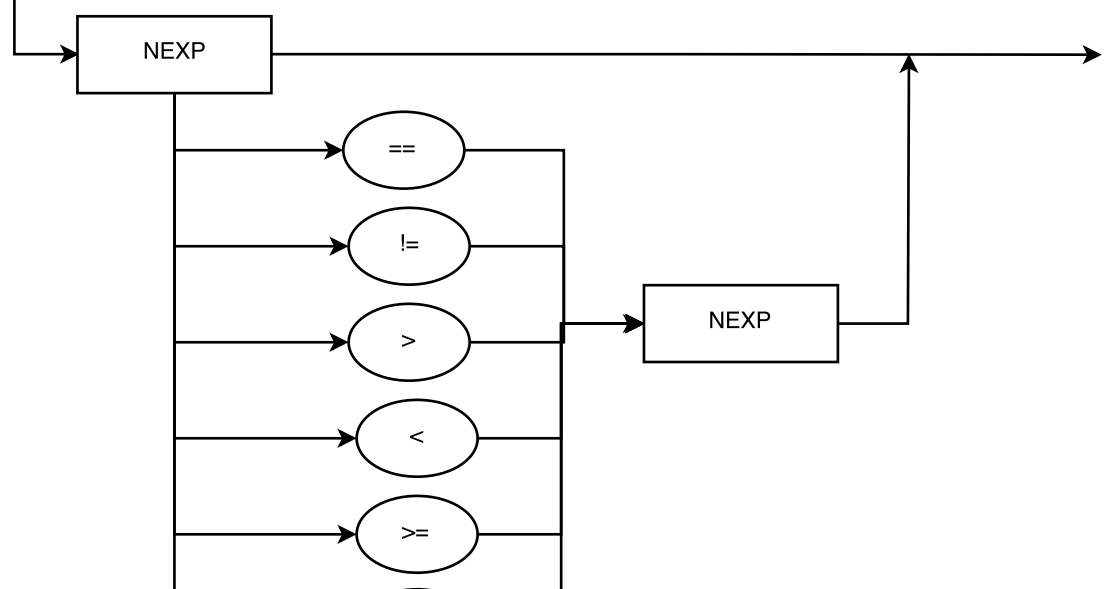 NEXP
==
!=
>
NEXP
<
>=